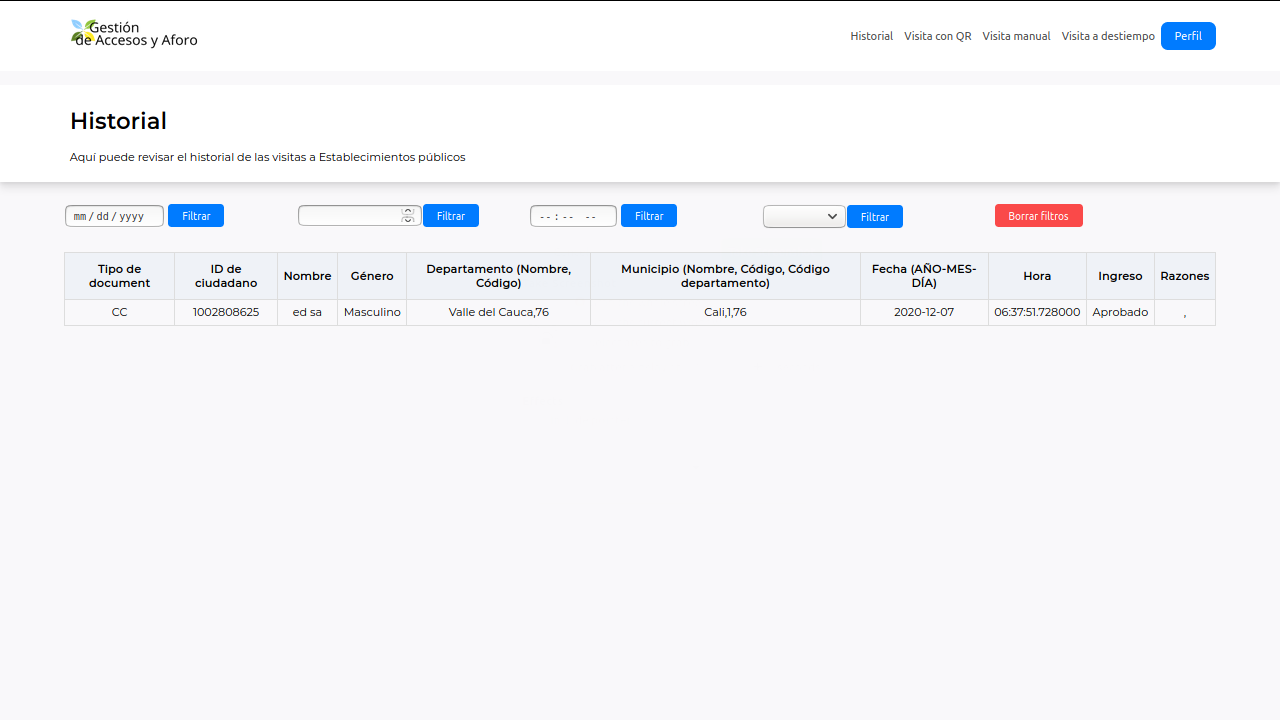 Gestión
de Accesos y Aforo
Historial Visita con QR Visita manual Visita a destiempo Perfil
Historial
Aquí puede revisar el historial de las visitas a Establecimientos públicos
mm/dd/yyyy Filtrar Filtrar --:-- -- Filtrar Filtrar Borrar filtros
Tipo de document ID de ciudadano Nombre Género Departamento (Nombre, Código) Municipio (Nombre, Código, Código departamento) Fecha (AÑO-MES-DÍA) Hora Ingreso Razones
CC 1002808625 ed sa Masculino Valle del Cauca,76 Cali,1,76 2020-12-07 06:37:51.728000 Aprobado ,